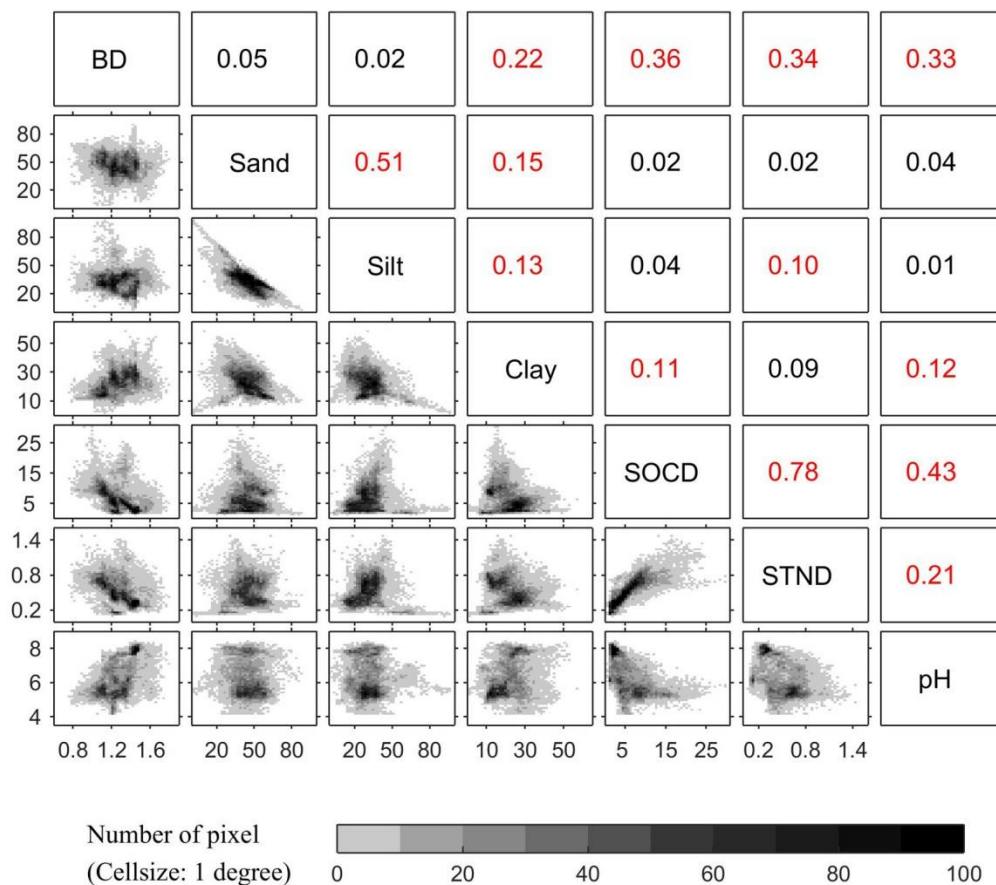 BD 0.05 0.02 0.22 0.36 0.34 0.33
80
50 Sand 0.51 0.15 0.02 0.02 0.04
20
80
50 Silt 0.13 0.04 0.10 0.01
20
50
30 Clay 0.11 0.09 0.12
10
25
15 SOCD 0.78 0.43
5
1.4
0.8 STND 0.21
0.2
8
6 pH
4
0.8 1.2 1.6 20 50 80 20 50 80 10 30 50 5 15 25 0.2 0.8 1.4
Number of pixel
(Cellsize: 1 degree) 0 20 40 60 80 100